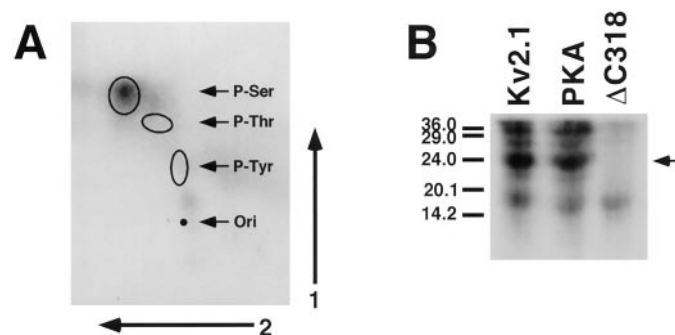 A
P-Ser
P-Thr
P-Tyr
Ori
1
2
B
Kv2.1
PKA
ΔC318
36.0
29.0
24.0
20.1
14.2